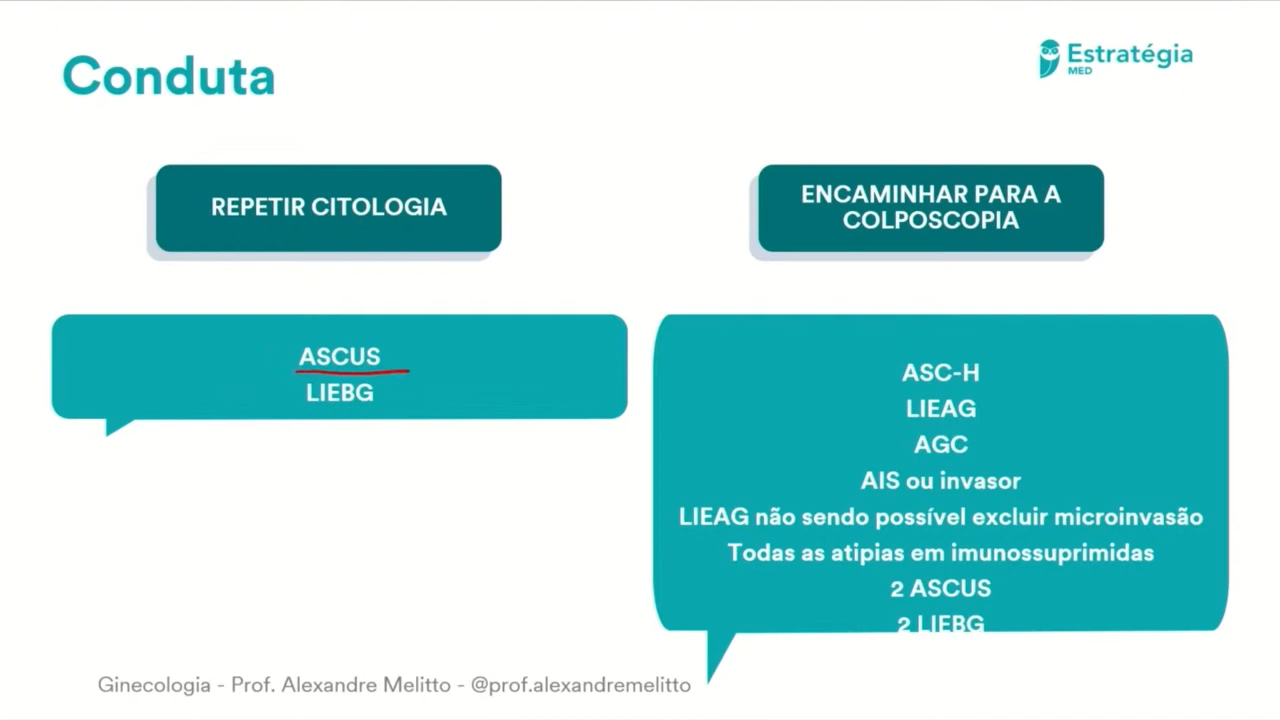 Conduta
Estratégia
MED
REPETIR CITOLOGIA
ENCAMINHAR PARA A
COLPOSCOPIA
ASCUS
LIEBG
ASC-H
LIEAG
AGC
AIS ou invasor
LIEAG não sendo possível excluir microinvasão
Todas as atipias em imunossuprimidas
2 ASCUS
2 LIEBG
Ginecologia - Prof. Alexandre Melitto - @prof.alexandremelitto